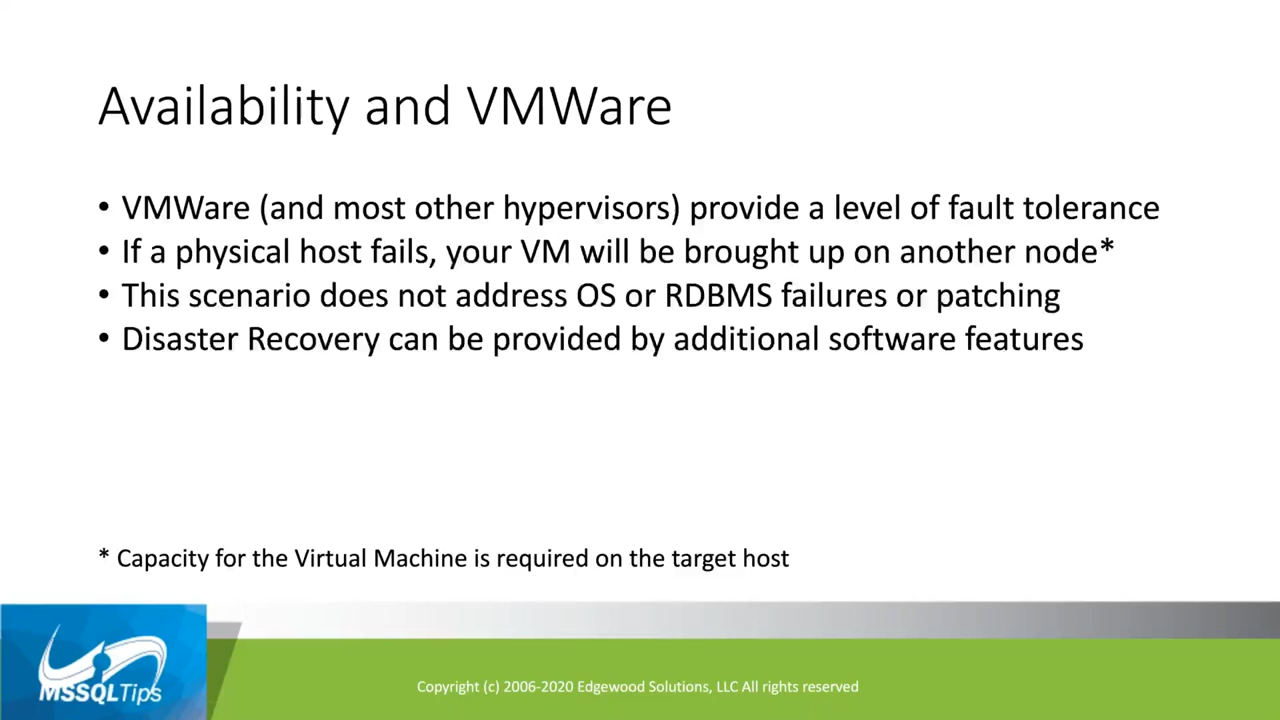 Availability and VMWare
• VMWare (and most other hypervisors) provide a level of fault tolerance
• If a physical host fails, your VM will be brought up on another node*
• This scenario does not address OS or RDBMS failures or patching
• Disaster Recovery can be provided by additional software features
* Capacity for the Virtual Machine is required on the target host
MSSQLTips
Copyright (c) 2006-2020 Edgewood Solutions, LLC All rights reserved